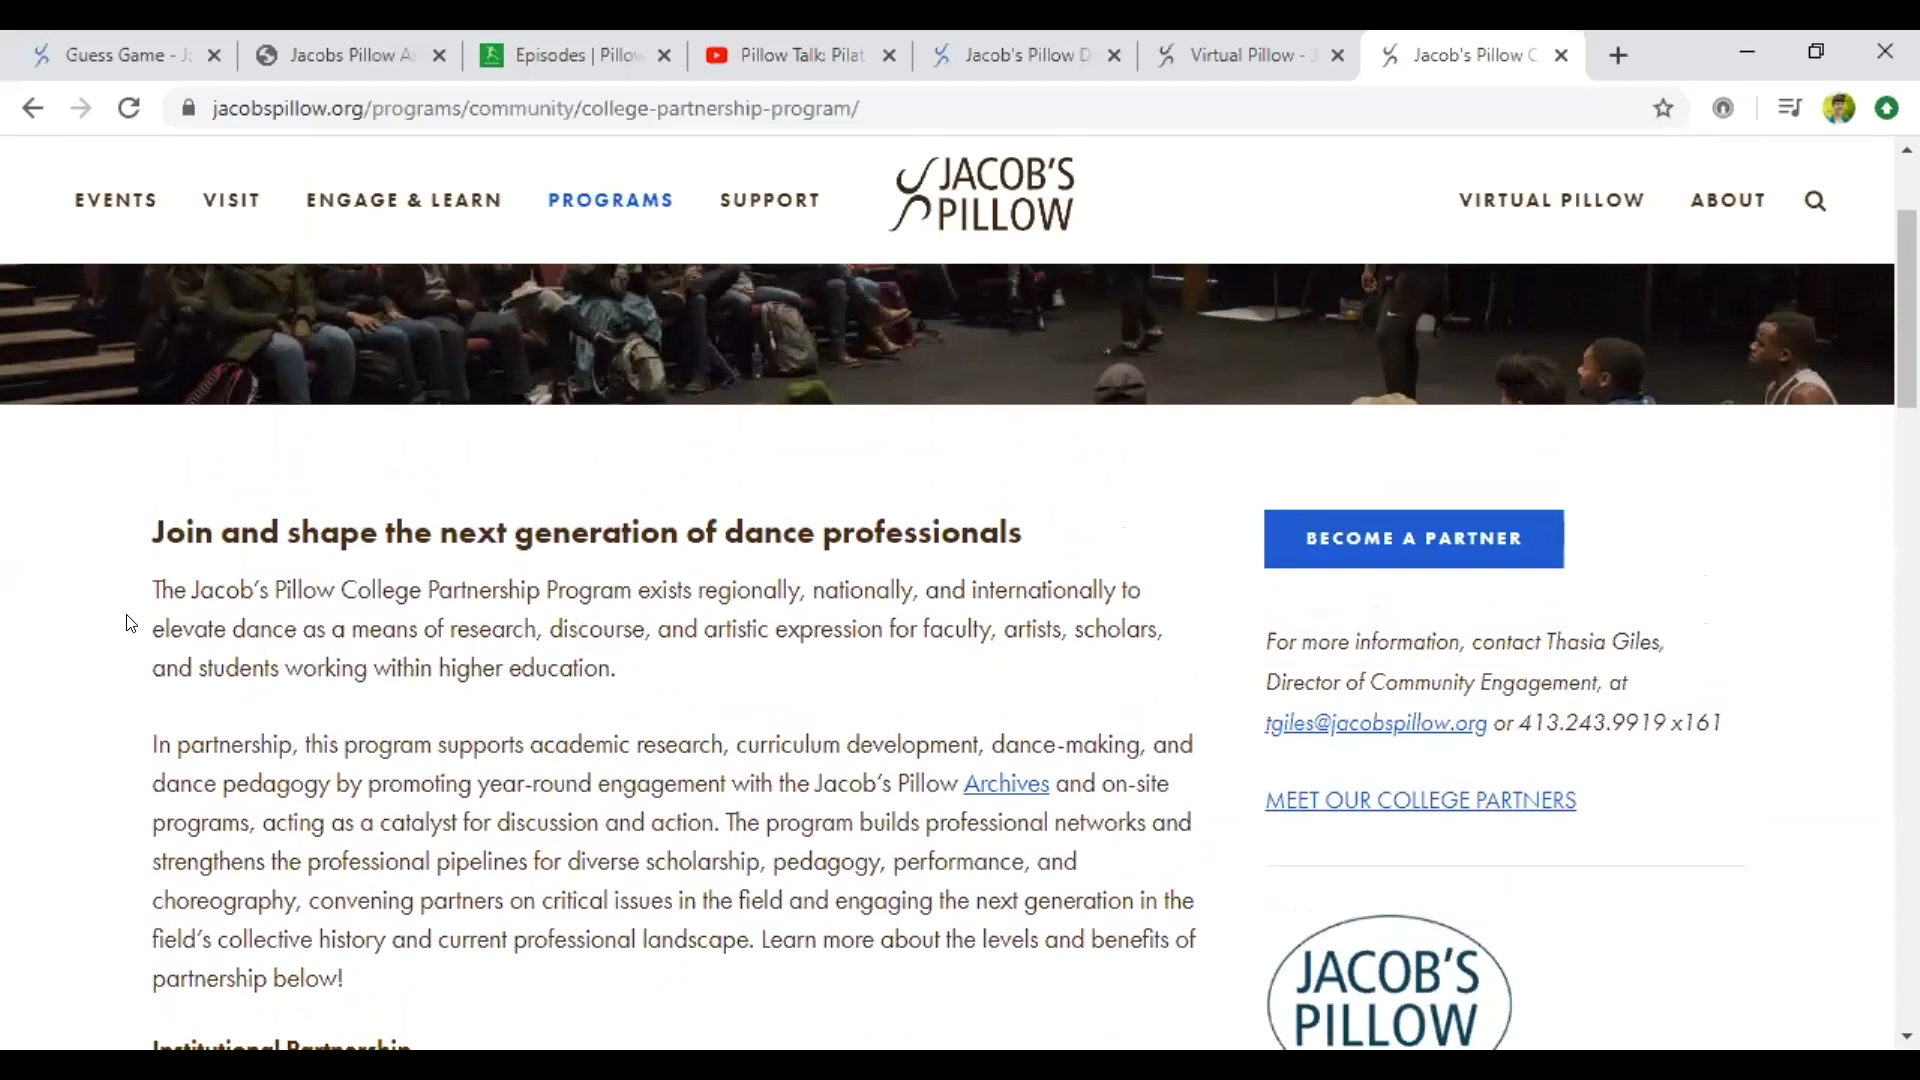 Guess Game - J
Jacobs Pillow Ar
Episodes | Pillow
Pillow Talk: Pilat
Jacob's Pillow D
Virtual Pillow - J
Jacob's Pillow C
jacobspillow.org/programs/community/college-partnership-program/
EVENTS
VISIT
ENGAGE & LEARN
PROGRAMS
SUPPORT
JACOB'S
PILLOW
VIRTUAL PILLOW
ABOUT
Join and shape the next generation of dance professionals
The Jacob's Pillow College Partnership Program exists regionally, nationally, and internationally to
elevate dance as a means of research, discourse, and artistic expression for faculty, artists, scholars,
and students working within higher education.
In partnership, this program supports academic research, curriculum development, dance-making, and
dance pedagogy by promoting year-round engagement with the Jacob's Pillow Archives and on-site
programs, acting as a catalyst for discussion and action. The program builds professional networks and
strengthens the professional pipelines for diverse scholarship, pedagogy, performance, and
choreography, convening partners on critical issues in the field and engaging the next generation in the
field's collective history and current professional landscape. Learn more about the levels and benefits of
partnership below!
Institutional Partnership
BECOME A PARTNER
For more information, contact Thasia Giles,
Director of Community Engagement, at
tgiles@jacobspillow.org or 413.243.9919 x161
MEET OUR COLLEGE PARTNERS
JACOB'S
PILLOW